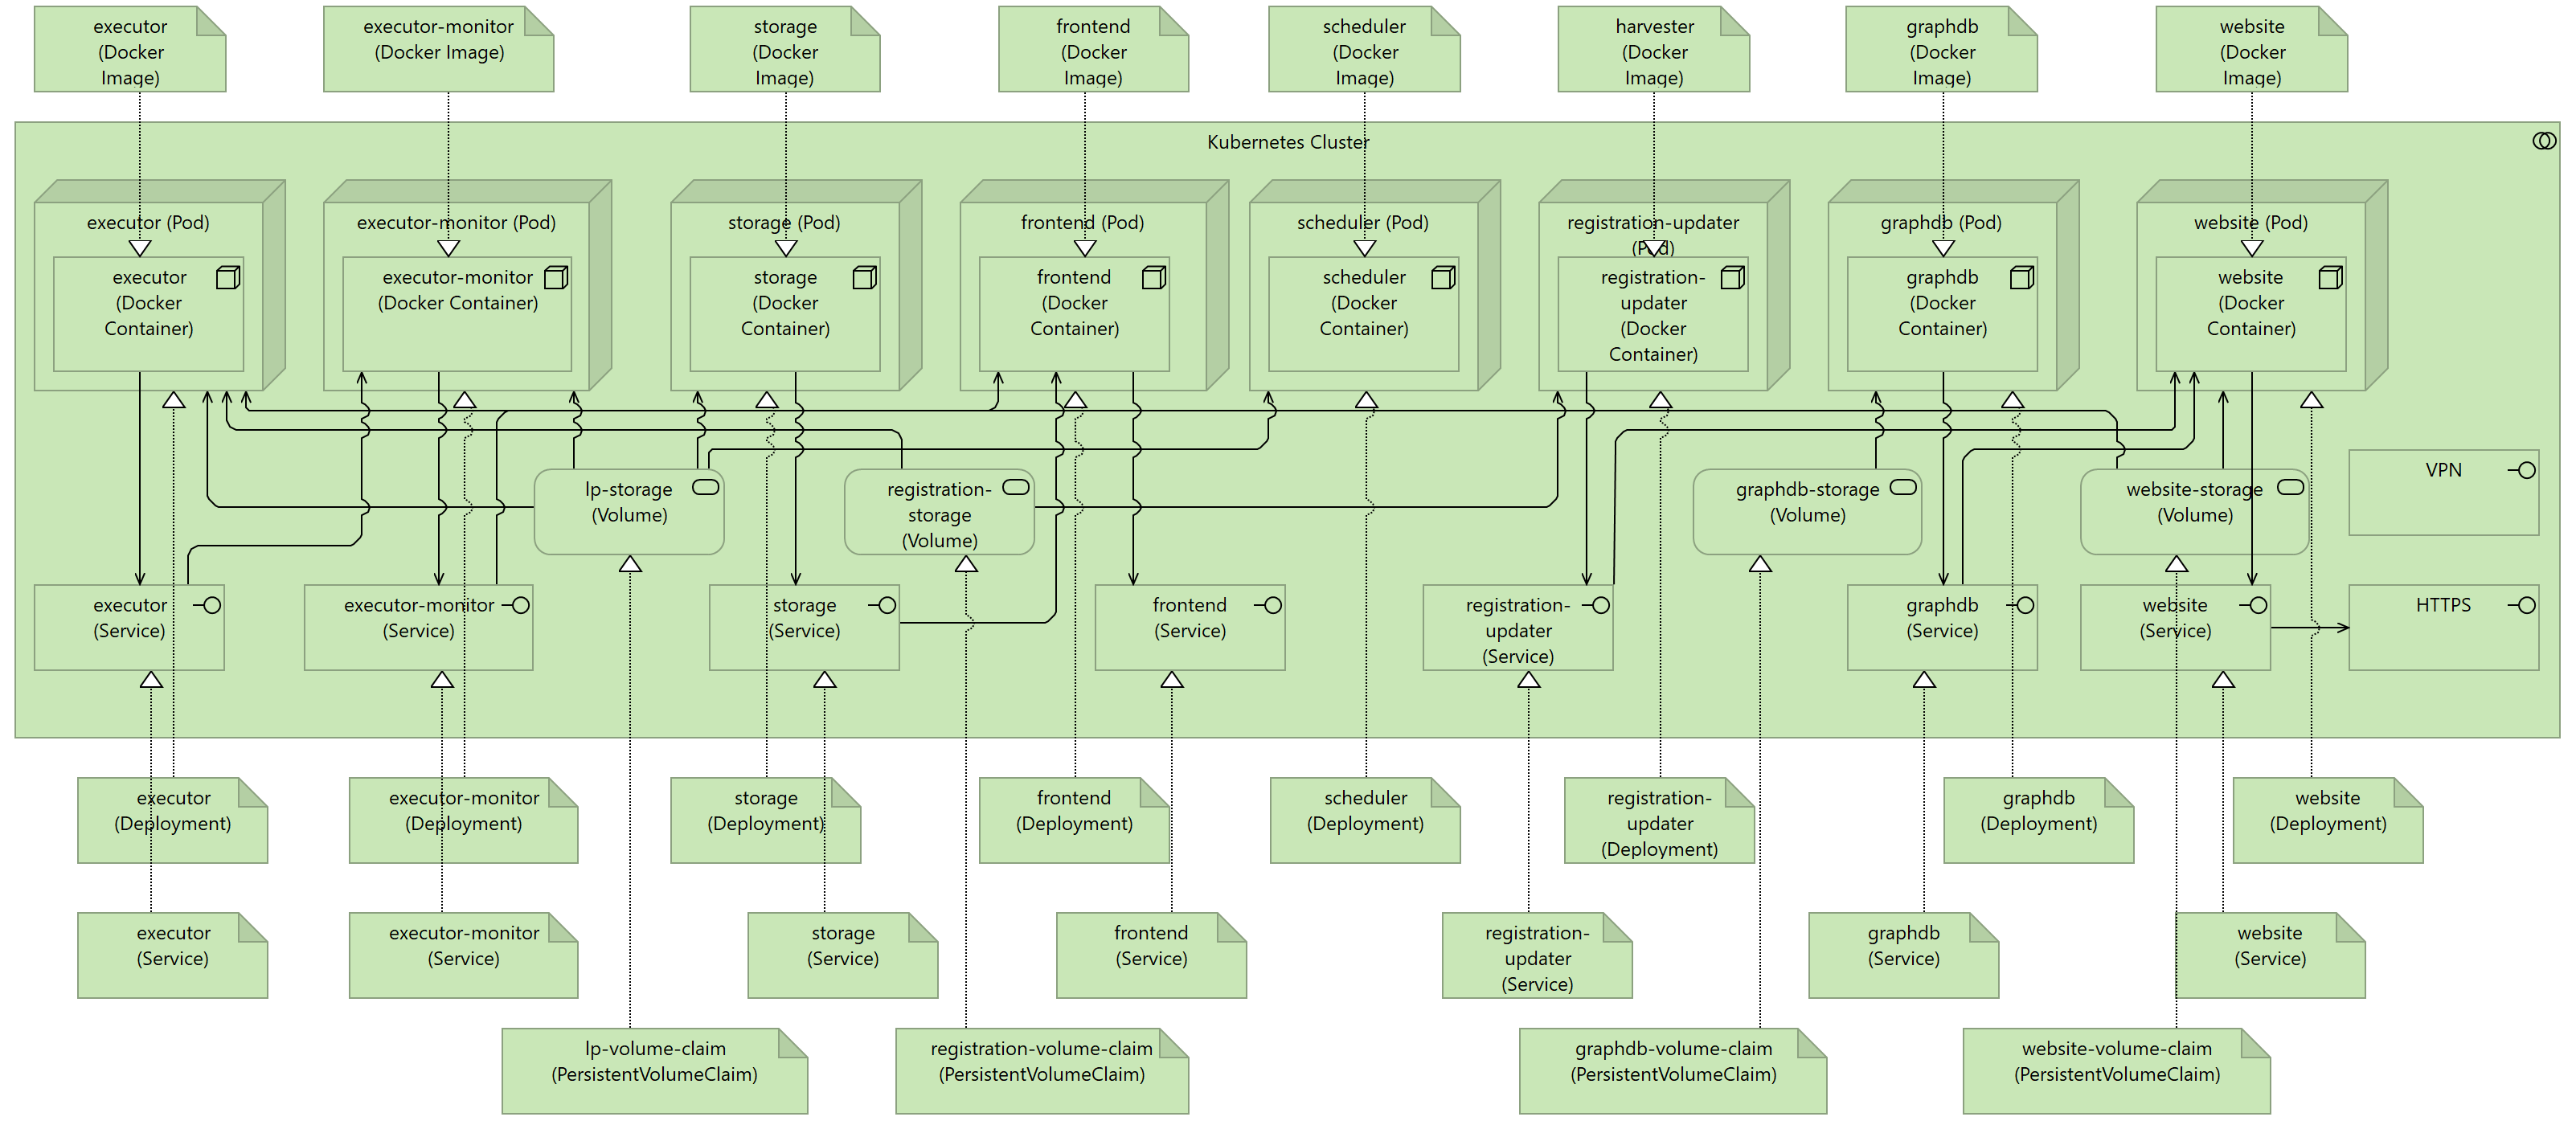 executor
(Docker
Image)
executor-monitor
(Docker Image)
storage
(Docker
Image)
frontend
(Docker
Image)
scheduler
(Docker
Image)
harvester
(Docker
Image)
graphdb
(Docker
Image)
website
(Docker
Image)
Kubernetes Cluster
executor (Pod)
executor
(Docker
Container)
executor-monitor (Pod)
executor-monitor
(Docker Container)
storage (Pod)
storage
(Docker
Container)
frontend (Pod)
frontend
(Docker
Container)
scheduler (Pod)
scheduler
(Docker
Container)
registration-updater
(Pod)
registration-
updater
(Docker
Container)
graphdb (Pod)
graphdb
(Docker
Container)
website (Pod)
website
(Docker
Container)
lp-storage
(Volume)
registration-
storage
(Volume)
graphdb-storage
(Volume)
website-storage
(Volume)
VPN
executor
(Service)
executor-monitor
(Service)
storage
(Service)
frontend
(Service)
registration-
updater
(Service)
graphdb
(Service)
website
(Service)
HTTPS
executor
(Deployment)
executor-monitor
(Deployment)
storage
(Deployment)
frontend
(Deployment)
scheduler
(Deployment)
registration-
updater
(Deployment)
graphdb
(Deployment)
website
(Deployment)
executor
(Service)
executor-monitor
(Service)
storage
(Service)
frontend
(Service)
registration-
updater
(Service)
graphdb
(Service)
website
(Service)
lp-volume-claim
(PersistentVolumeClaim)
registration-volume-claim
(PersistentVolumeClaim)
graphdb-volume-claim
(PersistentVolumeClaim)
website-volume-claim
(PersistentVolumeClaim)